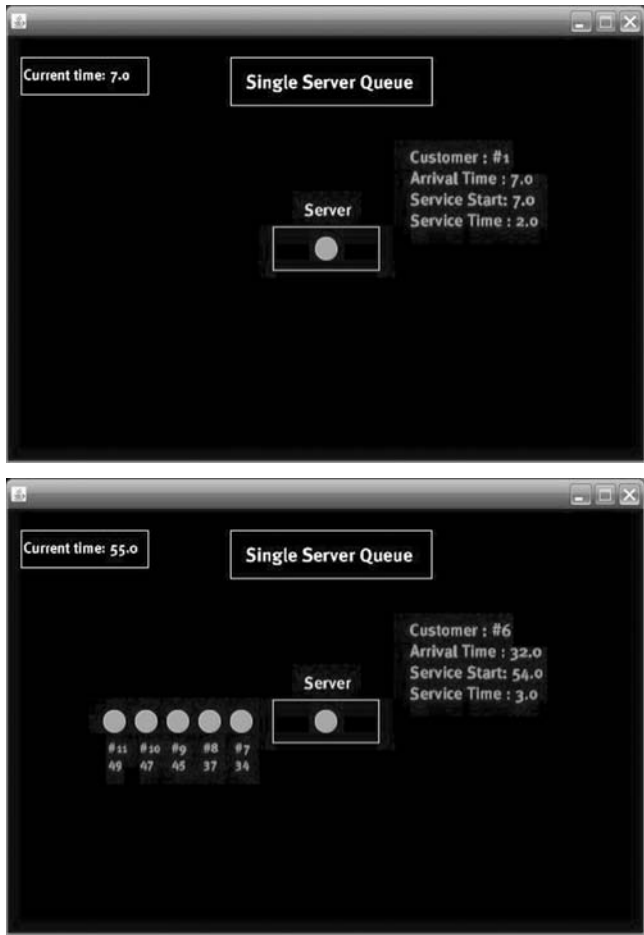 Current time: 7.0
Single Server Queue
Customer : #1
Arrival Time : 7.0
Service Start: 7.0
Service Time : 2.0
Server
Current time: 55.0
Single Server Queue
Customer : #6
Arrival Time : 32.0
Service Start: 54.0
Service Time : 3.0
Server
#11 #10 #9 #8 #7
49 47 45 37 34